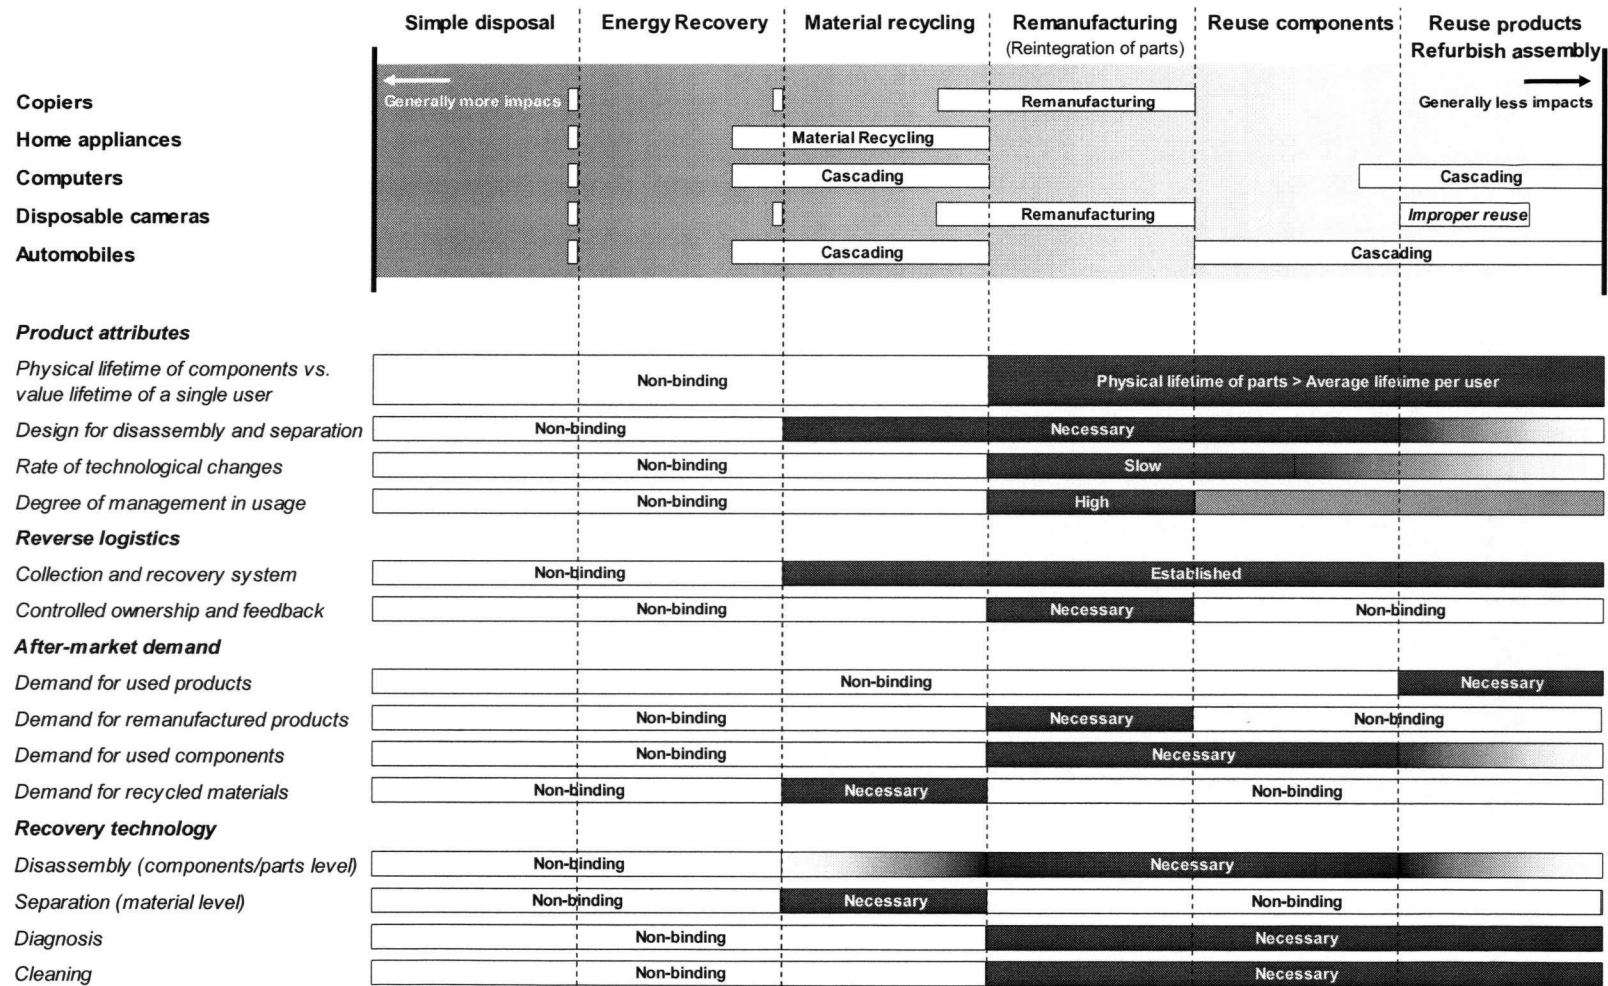 Simple disposal Energy Recovery Material recycling Remanufacturing Reuse components Reuse products
(Reintegration of parts) Refurbish assembly
Copiers Generally more impacs Remanufacturing Generally less impacts
Home appliances Material Recycling
Computers Cascading Cascading
Disposable cameras Remanufacturing Improper reuse
Automobiles Cascading Cascading
Product attributes
Physical lifetime of components vs.
value lifetime of a single user Non-binding Physical lifetime of parts > Average lifetime per user
Design for disassembly and separation Non-binding Necessary
Rate of technological changes Non-binding Slow
Degree of management in usage Non-binding High
Reverse logistics
Collection and recovery system Non-binding Established
Controlled ownership and feedback Non-binding Necessary Non-binding
After-market demand
Demand for used products Non-binding Necessary
Demand for remanufactured products Non-binding Necessary Non-binding
Demand for used components Non-binding Necessary
Demand for recycled materials Non-binding Necessary Non-binding
Recovery technology
Disassembly (components/parts level) Non-binding Necessary
Separation (material level) Non-binding Necessary Non-binding
Diagnosis Non-binding Necessary
Cleaning Non-binding Necessary